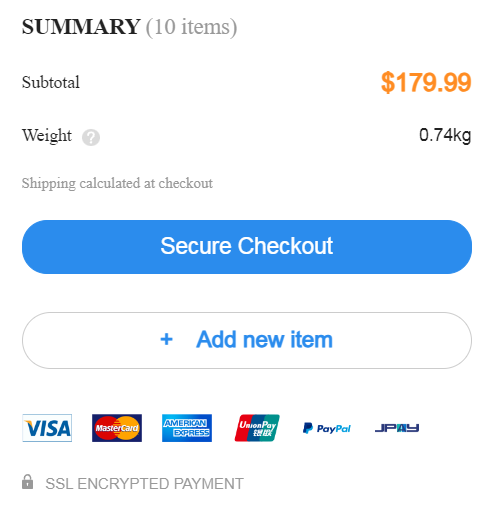 SUMMARY (10 items)
Subtotal $179.99
Weight ? 0.74kg
Shipping calculated at checkout
Secure Checkout
+ Add new item
VISA MasterCard AMERICAN EXPRESS UnionPay 银联 PayPal JPAY
SSL ENCRYPTED PAYMENT